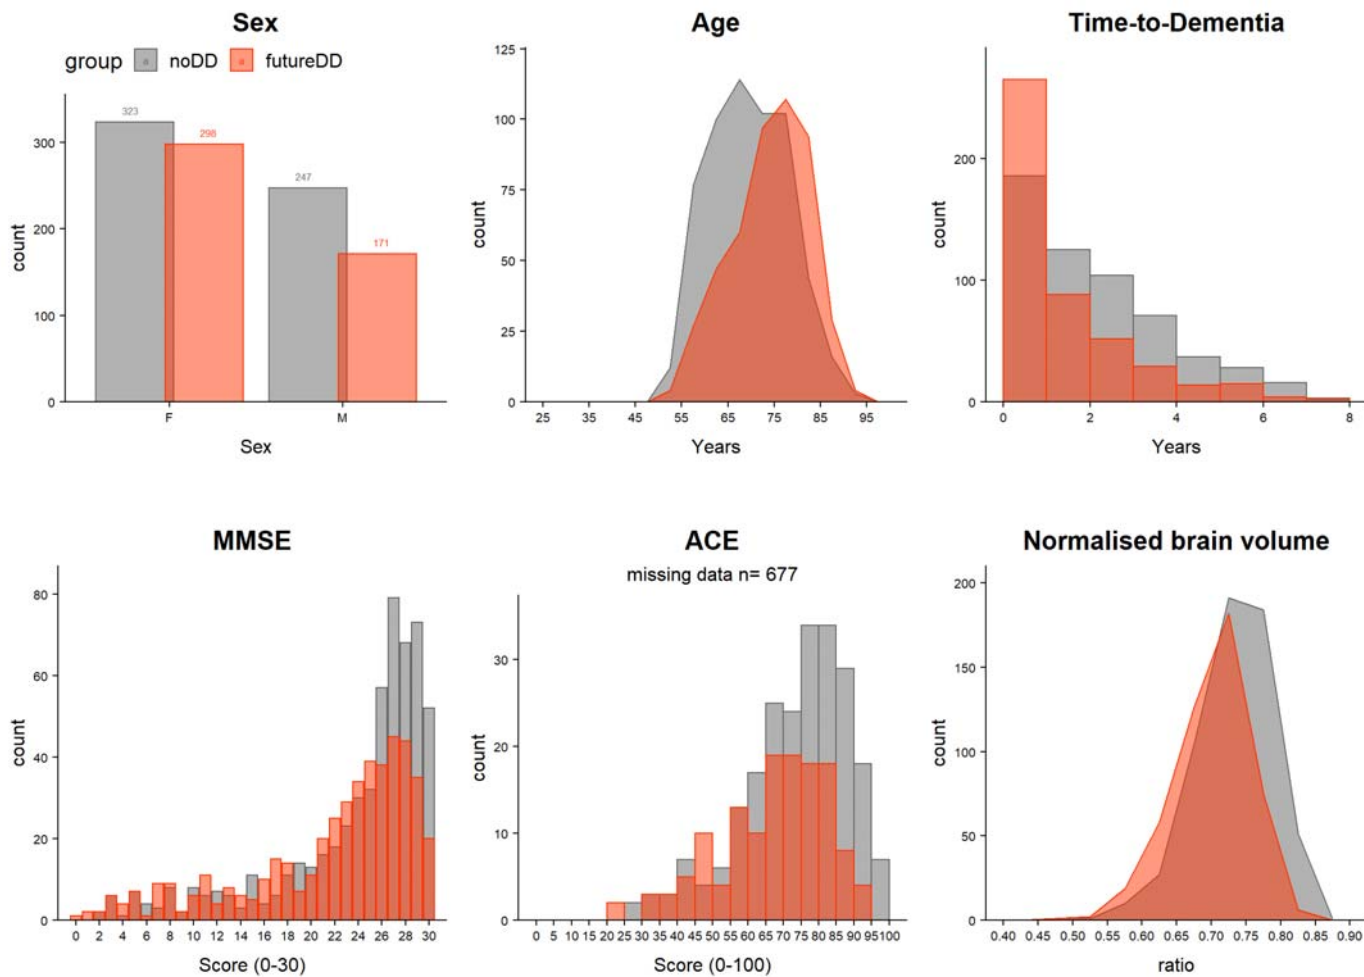 Sex
group noDD futureDD
count
300
200
100
0
323
298
247
171
F M
Sex
Age
count
125
100
75
50
25
0
25 35 45 55 65 75 85 95
Years
Time-to-Dementia
count
200
100
0
0 2 4 6 8
Years
MMSE
count
80
60
40
20
0
0 2 4 6 8 10 12 14 16 18 20 22 24 26 28 30
Score (0-30)
ACE
missing data n= 677
count
30
20
10
0
0 5 10 15 20 25 30 35 40 45 50 55 60 65 70 75 80 85 90 95 100
Score (0-100)
Normalised brain volume
count
200
150
100
50
0
0.40 0.45 0.50 0.55 0.60 0.65 0.70 0.75 0.80 0.85 0.90
ratio